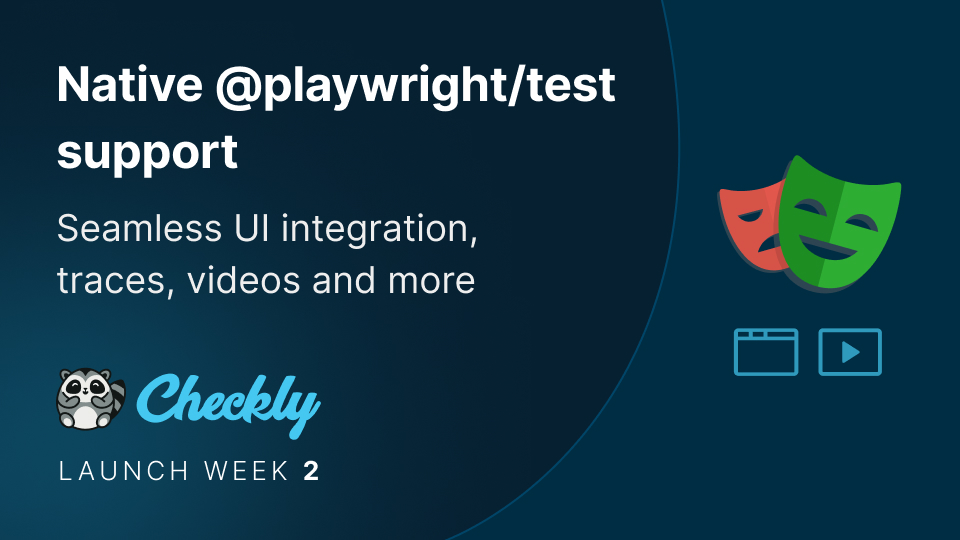 Native @playwright/test
support
Seamless UI integration,
traces, videos and more
Checkly
LAUNCH WEEK 2